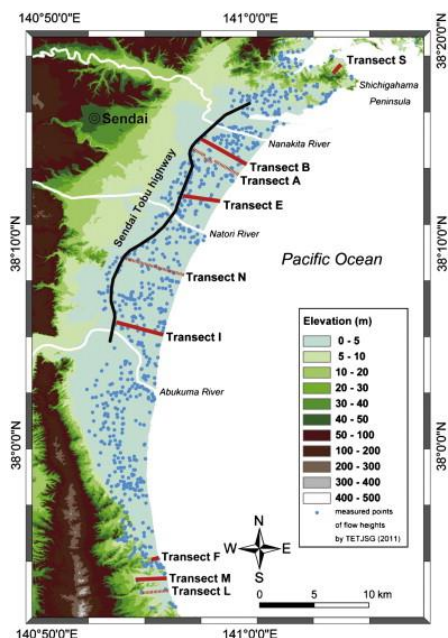 140°50'0"E
141°0'0"E
38°20'0"N
Transect S
Shichigahama
Peninsula
Sendai
Nanakita River
Transect B
Transect A
Sendai Tobu highway
Transect E
38°10'0"N
38°10'0"N
Natori River
Pacific Ocean
Transect N
Transect I
Elevation (m)
0 - 5
5 - 10
10 - 20
20 - 30
30 - 40
40 - 50
50 - 100
100 - 200
200 - 300
300 - 400
400 - 500
measured points
of flow heights
by TETJSG (2011)
Abukuma River
38°0'0"N
38°0'0"N
N
W
E
S
Transect F
Transect M
Transect L
0
5
10 km
140°50'0"E
141°0'0"E